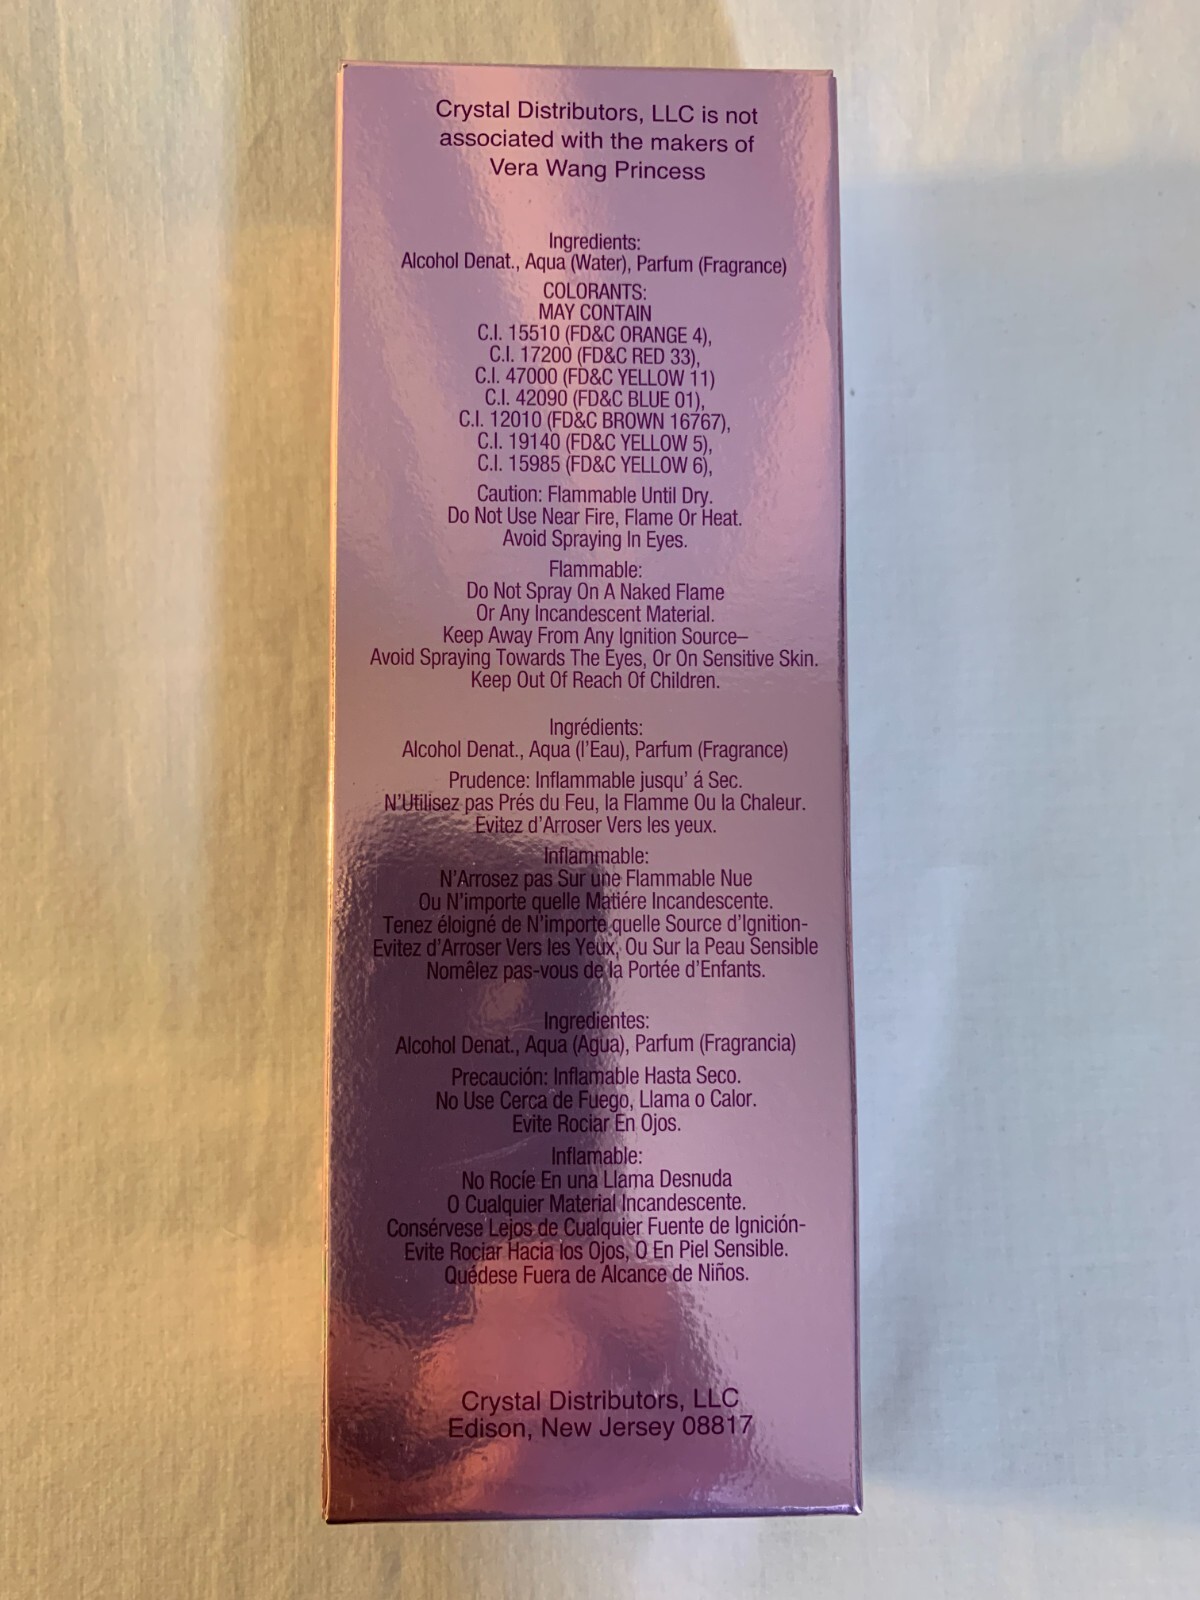 Crystal Distributors, LLC is not
associated with the makers of
Vera Wang Princess
Ingredients:
Alcohol Denat., Aqua (Water), Parfum (Fragrance)
COLORANTS:
MAY CONTAIN
C.I. 15510 (FD&C ORANGE 4),
C.I. 17200 (FD&C RED 33),
C.I. 47000 (FD&C YELLOW 11)
C.I. 42090 (FD&C BLUE 01),
C.I. 12010 (FD&C BROWN 16767),
C.I. 19140 (FD&C YELLOW 5),
C.I. 15985 (FD&C YELLOW 6),
Caution: Flammable Until Dry.
Do Not Use Near Fire, Flame Or Heat.
Avoid Spraying In Eyes.
Flammable:
Do Not Spray On A Naked Flame
Or Any Incandescent Material.
Keep Away From Any Ignition Source–
Avoid Spraying Towards The Eyes, Or On Sensitive Skin.
Keep Out Of Reach Of Children.
Ingrédients:
Alcohol Denat., Aqua (l'Eau), Parfum (Fragrance)
Prudence: Inflammable jusqu' á Sec.
N'Utilisez pas Prés du Feu, la Flamme Ou la Chaleur.
Evitez d'Arroser Vers les yeux.
Inflammable:
N'Arrosez pas Sur une Flammable Nue
Ou N'importe quelle Matiére Incandescente.
Tenez éloigné de N'importe quelle Source d'Ignition-
Evitez d'Arroser Vers les Yeux, Ou Sur la Peau Sensible
Nomêlez pas-vous de la Portée d'Enfants.
Ingredientes:
Alcohol Denat., Aqua (Agua), Parfum (Fragrancia)
Precaución: Inflamable Hasta Seco.
No Use Cerca de Fuego, Llama o Calor.
Evite Rociar En Ojos.
Inflamable:
No Rocíe En una Llama Desnuda
O Cualquier Material Incandescente.
Consérvese Lejos de Cualquier Fuente de Ignición-
Evite Rociar Hacia los Ojos, O En Piel Sensible.
Quédese Fuera de Alcance de Niños.
Crystal Distributors, LLC
Edison, New Jersey 08817